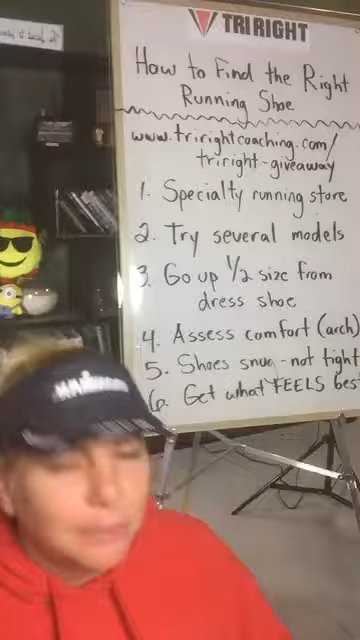 TRIRIGHT
How to Find the Right
Running Shoe
www.trirightcoaching.com/
triright-giveaway
1. Specialty running store
2. Try several models
3. Go up 1/2 size from
dress shoe
4. Assess comfort (arch)
5. Shoes snug - not tight
6. Get what FEELS bes